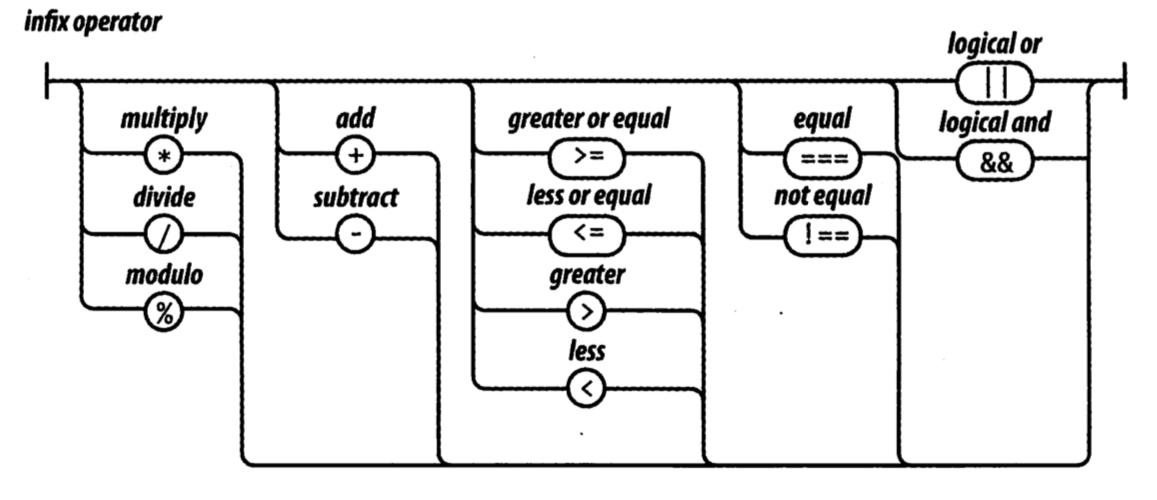 infix operator
multiply
*
divide
/
modulo
%
add
+
subtract
-
greater or equal
>=
less or equal
<=
greater
>
less
<
equal
===
not equal
!==
logical or
||
logical and
&&